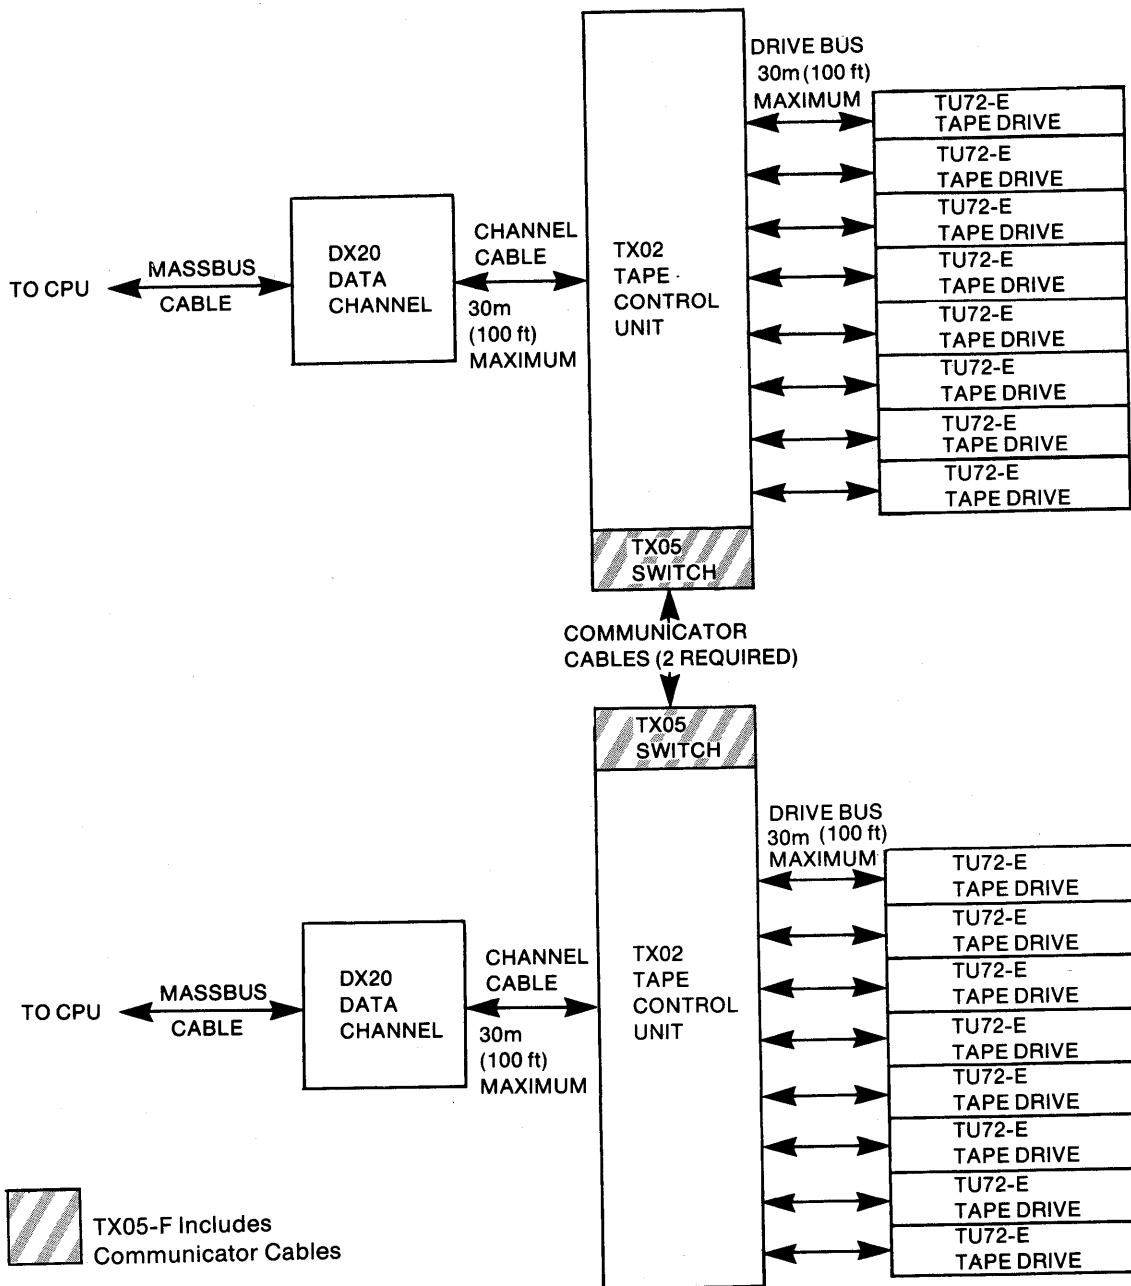 DRIVE BUS
30m (100 ft)
MAXIMUM
TU72-E
TAPE DRIVE
TU72-E
TAPE DRIVE
TU72-E
TAPE DRIVE
TU72-E
TAPE DRIVE
TU72-E
TAPE DRIVE
TU72-E
TAPE DRIVE
TU72-E
TAPE DRIVE
TU72-E
TAPE DRIVE
TO CPU
MASSBUS
CABLE
DX20
DATA
CHANNEL
CHANNEL
CABLE
30m
(100 ft)
MAXIMUM
TX02
TAPE
CONTROL
UNIT
TX05
SWITCH
COMMUNICATOR
CABLES (2 REQUIRED)
TX05
SWITCH
DRIVE BUS
30m (100 ft)
MAXIMUM
TU72-E
TAPE DRIVE
TU72-E
TAPE DRIVE
TU72-E
TAPE DRIVE
TU72-E
TAPE DRIVE
TU72-E
TAPE DRIVE
TU72-E
TAPE DRIVE
TU72-E
TAPE DRIVE
TU72-E
TAPE DRIVE
TO CPU
MASSBUS
CABLE
DX20
DATA
CHANNEL
CHANNEL
CABLE
30m
(100 ft)
MAXIMUM
TX02
TAPE
CONTROL
UNIT
TX05-F Includes
Communicator Cables